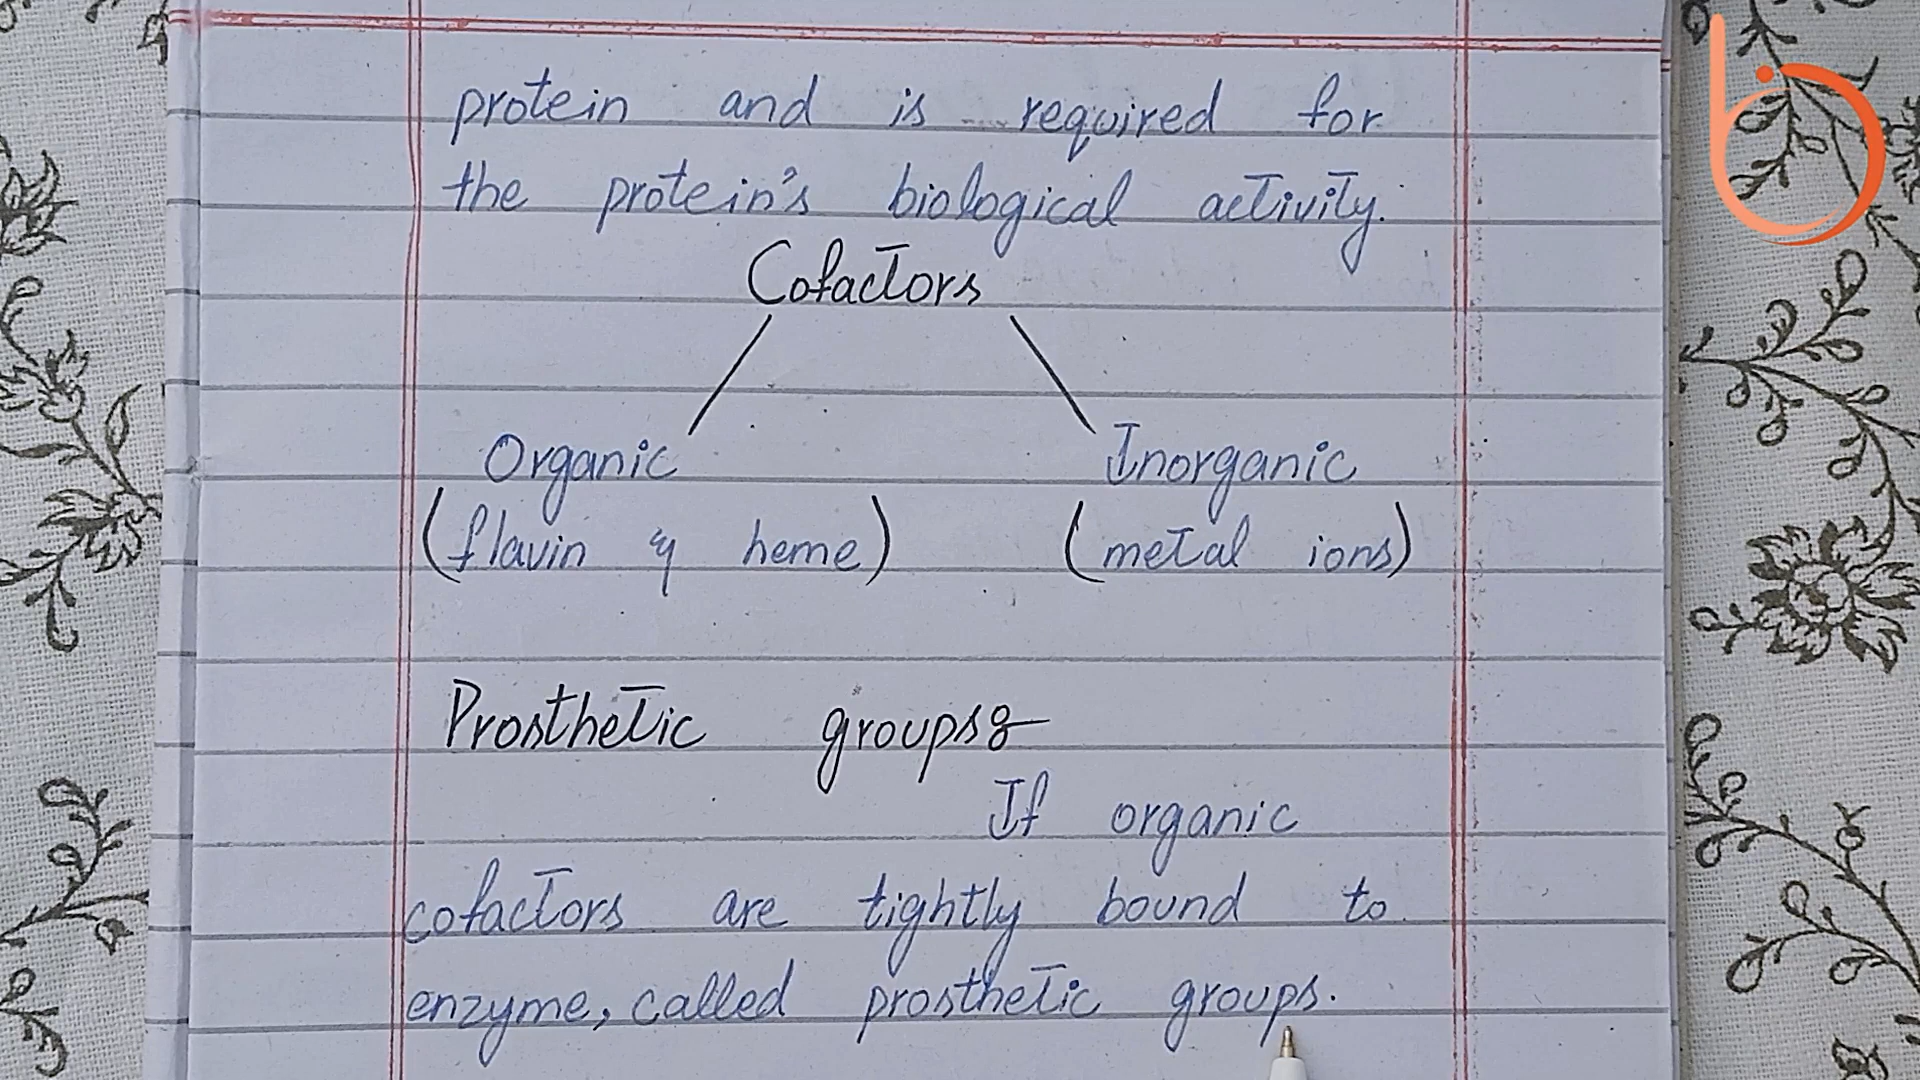 protein and is required for
the protein's biological activity.
Cofactors
Organic Inorganic
(flavin & heme) (metal ions)
Prosthetic groups:-
If organic
cofactors are tightly bound to
enzyme, called prosthetic groups.